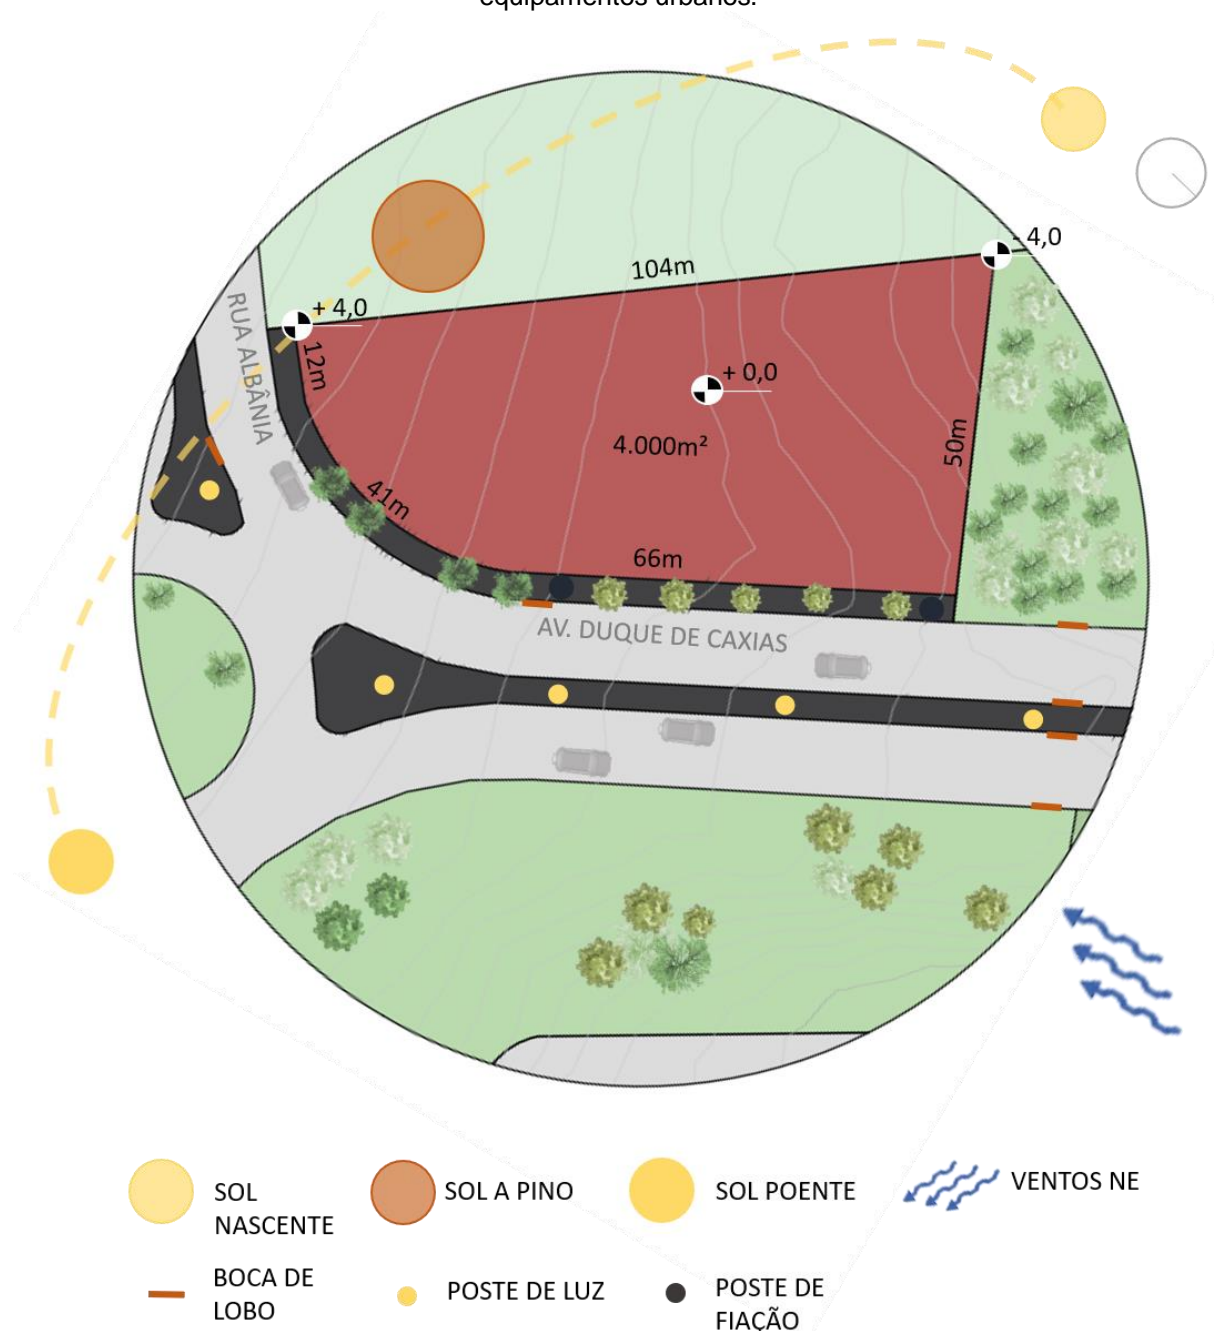 equipamentos urbanos.
- 4,0
104m
+ 4,0
RUA ALBÂNIA
12m
+ 0,0
4.000m²
50m
41m
66m
AV. DUQUE DE CAXIAS
SOL
NASCENTE
SOL A PINO
SOL POENTE
VENTOS NE
BOCA DE
LOBO
POSTE DE LUZ
POSTE DE
FIAÇÃO